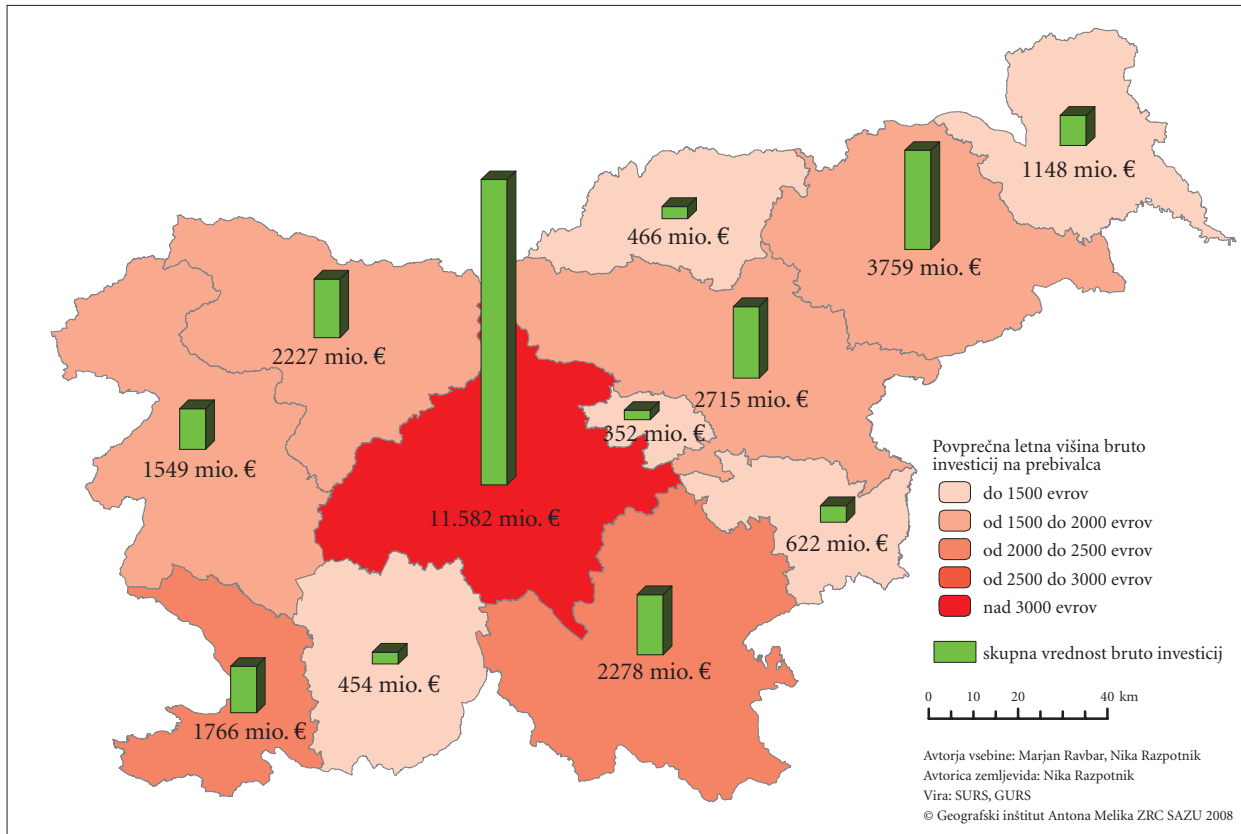 1148 mio. €
466 mio. €
3759 mio. €
2227 mio. €
2715 mio. €
352 mio. €
1549 mio. €
11.582 mio. €
622 mio. €
454 mio. €
2278 mio. €
1766 mio. €
Povprečna letna višina bruto
investicij na prebivalca
do 1500 evrov
od 1500 do 2000 evrov
od 2000 do 2500 evrov
od 2500 do 3000 evrov
nad 3000 evrov
skupna vrednost bruto investicij
0 10 20 40 km
Avtorja vsebine: Marjan Ravbar, Nika Razpotnik
Avtorica zemljevida: Nika Razpotnik
Vira: SURS, GURS
© Geografski inštitut Antona Melika ZRC SAZU 2008